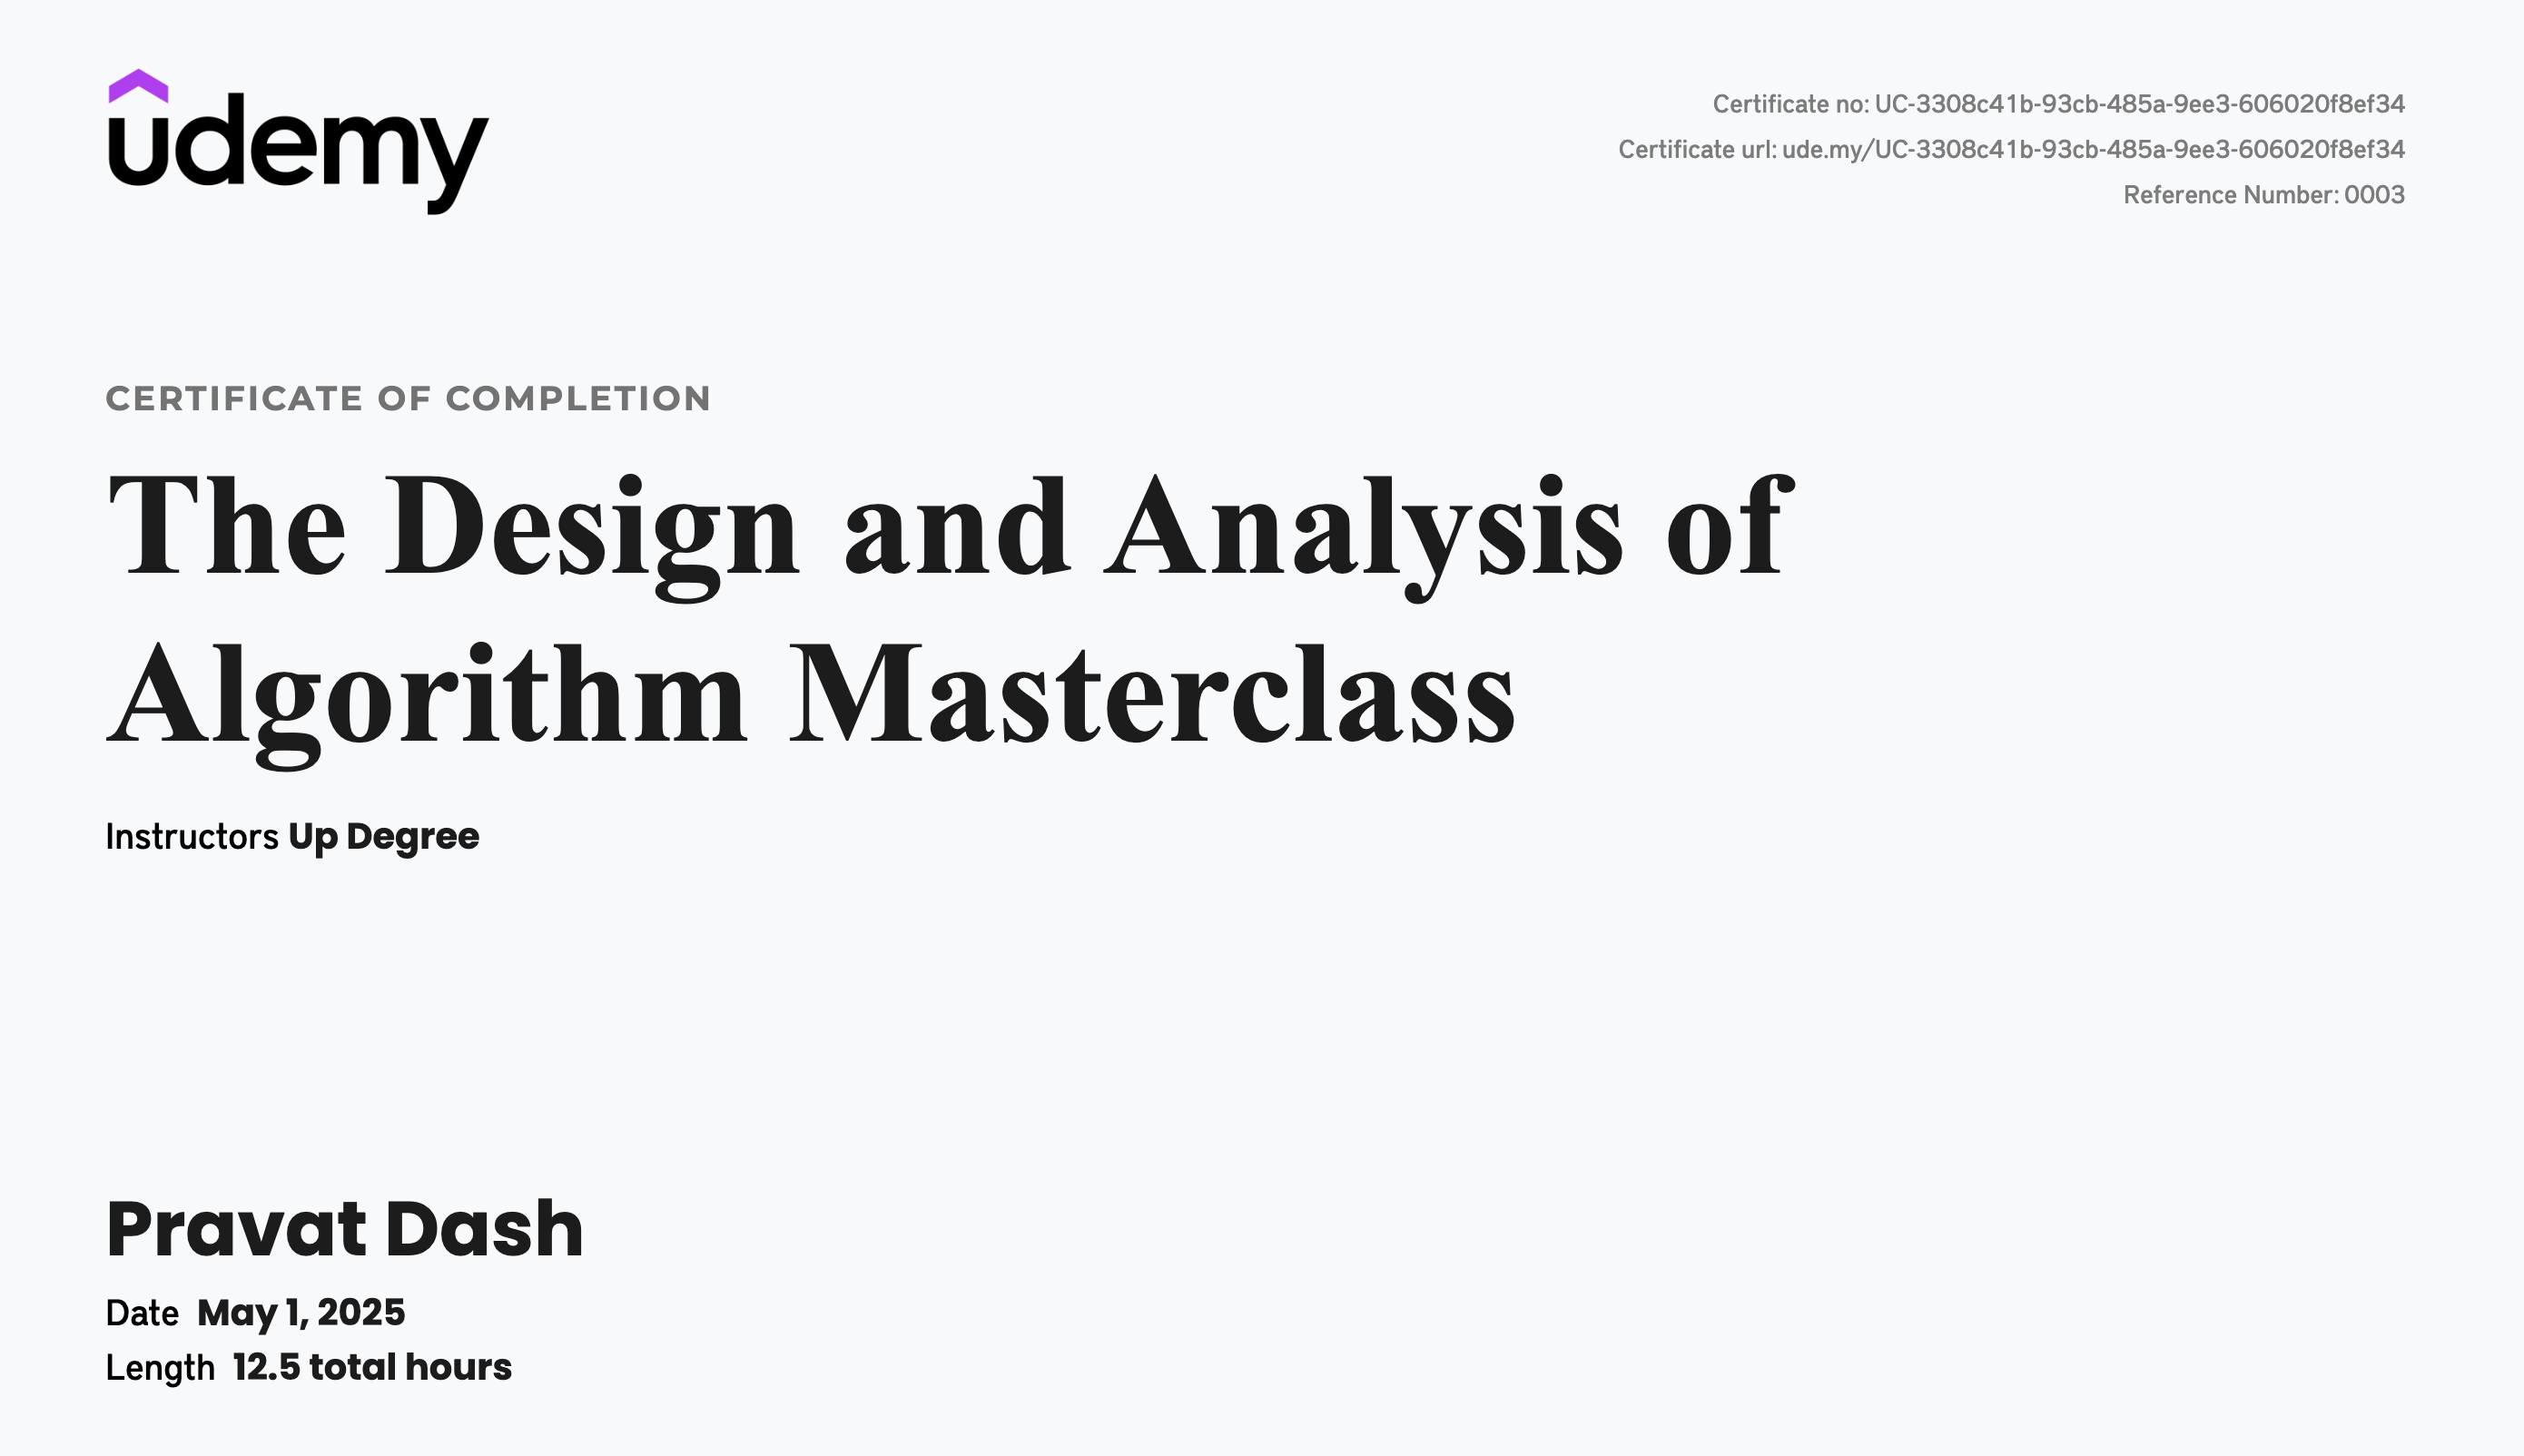 udemy
Certificate no: UC-3308c41b-93cb-485a-9ee3-606020f8ef34
Certificate url: ude.my/UC-3308c41b-93cb-485a-9ee3-606020f8ef34
Reference Number: 0003
CERTIFICATE OF COMPLETION
The Design and Analysis of
Algorithm Masterclass
Instructors Up Degree
Pravat Dash
Date May 1, 2025
Length 12.5 total hours